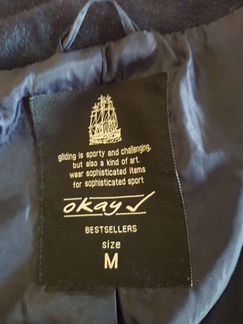 gliding is sporty and challenging,
but also a kind of art.
wear sophisticated items
for sophisticated sport
okay
BESTSELLERS
size
M